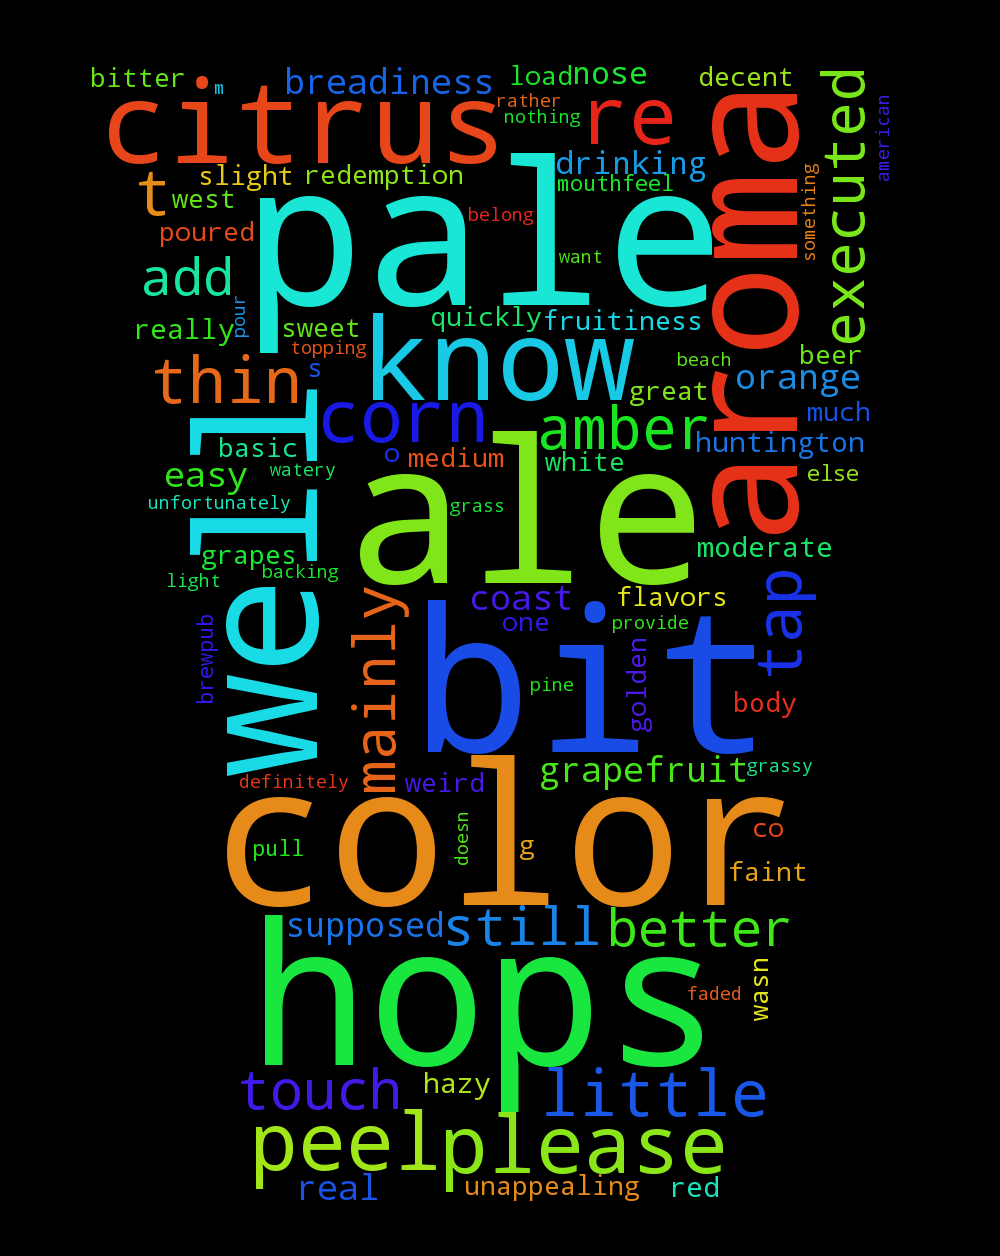 bitter
m
breadiness
load
nose
decent
citrus
rather
nothing
re
aroma
executed
american
t
slight
redemption
drinking
mouthfeel
west
poured
pale
belong
something
want
add
pour
really
sweet
topping
quickly
fruitiness
know
beach
beer
thin
s
great
orange
corn
amber
much
well
basic
o
medium
white
huntington
easy
watery
ale
else
unfortunately
grass
grapes
backing
moderate
light
tap
coast
flavors
one
provide
brewpub
mainly
bit
golden
pine
body
grapefruit
grassy
definitely
weird
color
pull
doesn
g
co
faint
supposed
still
better
hops
faded
wasn
touch
hazy
little
peel
please
real
unappealing
red